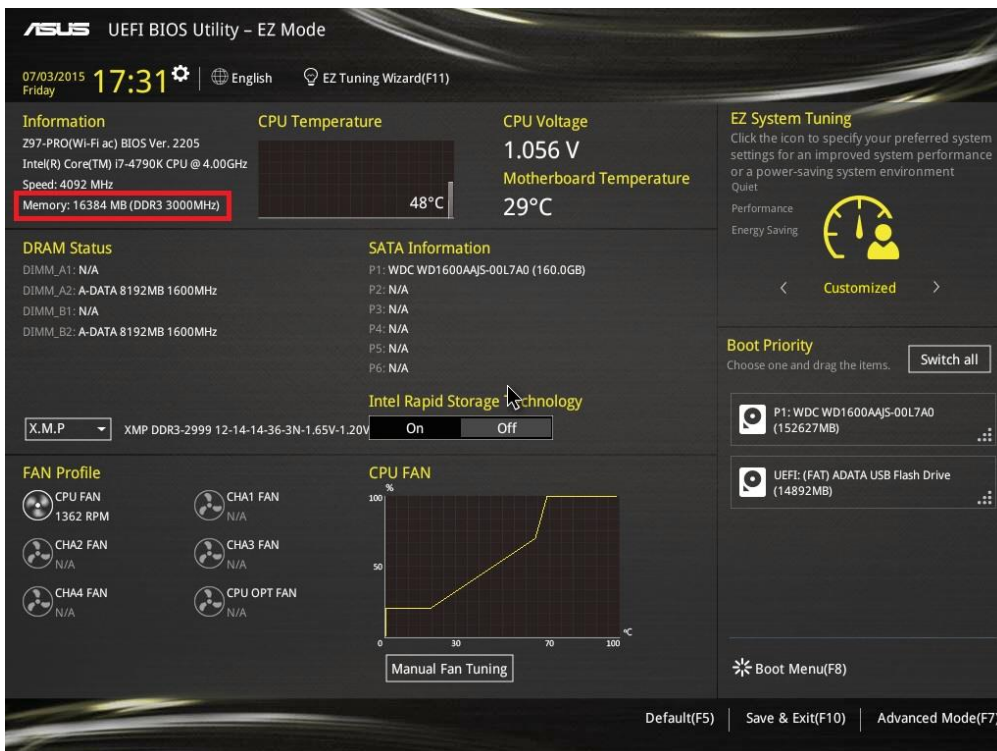 ASUS UEFI BIOS Utility – EZ Mode
07/03/2015
Friday
17:31
English
EZ Tuning Wizard(F11)
Information
Z97-PRO(Wi-Fi ac) BIOS Ver. 2205
Intel(R) Core(TM) i7-4790K CPU @ 4.00GHz
Speed: 4092 MHz
Memory: 16384 MB (DDR3 3000MHz)
CPU Temperature
48°C
CPU Voltage
1.056 V
Motherboard Temperature
29°C
EZ System Tuning
Click the icon to specify your preferred system
settings for an improved system performance
or a power-saving system environment
Quiet
Performance
Energy Saving
Customized
DRAM Status
DIMM_A1: N/A
DIMM_A2: A-DATA 8192MB 1600MHz
DIMM_B1: N/A
DIMM_B2: A-DATA 8192MB 1600MHz
X.M.P
XMP DDR3-2999 12-14-14-36-3N-1.65V-1.20V
SATA Information
P1: WDC WD1600AAJS-00L7A0 (160.0GB)
P2: N/A
P3: N/A
P4: N/A
P5: N/A
P6: N/A
Intel Rapid Storage Technology
On
Off
Boot Priority
Choose one and drag the items.
Switch all
P1: WDC WD1600AAJS-00L7A0
(152627MB)
UEFI: (FAT) ADATA USB Flash Drive
(14892MB)
FAN Profile
CPU FAN
1362 RPM
CHA1 FAN
N/A
CHA2 FAN
N/A
CHA3 FAN
N/A
CHA4 FAN
N/A
CPU OPT FAN
N/A
CPU FAN
%
100
50
0
30
70
100
°C
Manual Fan Tuning
Boot Menu(F8)
Default(F5)
Save & Exit(F10)
Advanced Mode(F7